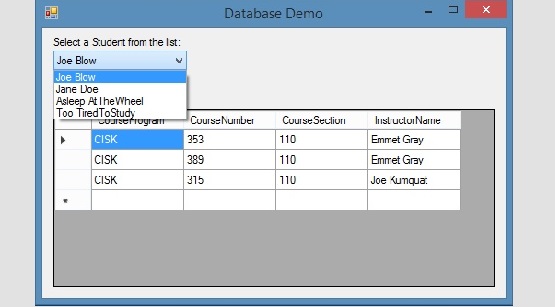 Database Demo
Select a Student from the list:
Joe Blow
Joe Blow
Jane Doe
Asleep AtTheWheel
Too TiredToStudy
CourseProgram CourseNumber CourseSection InstructorName
CISK 353 110 Emmet Gray
CISK 389 110 Emmet Gray
CISK 315 110 Joe Kumquat